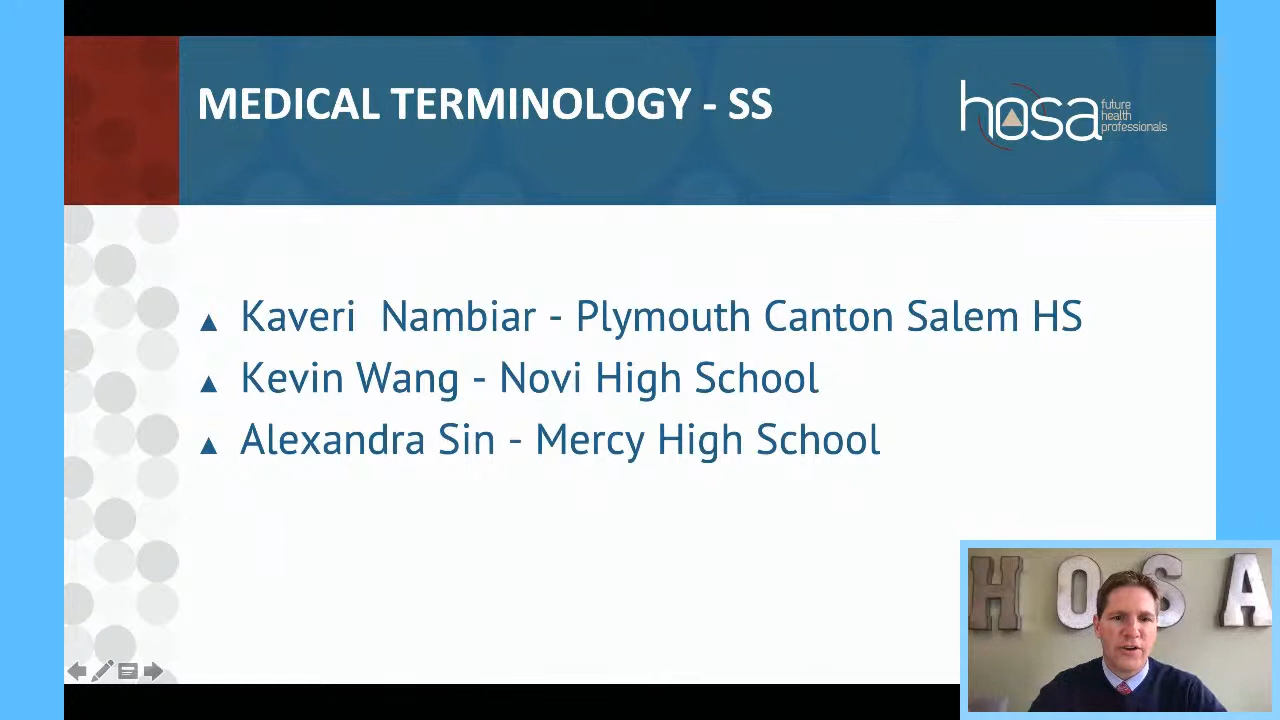 MEDICAL TERMINOLOGY - SS
hosa
future
health
professionals
▲ Kaveri  Nambiar - Plymouth Canton Salem HS
▲ Kevin Wang - Novi High School
▲ Alexandra Sin - Mercy High School
HOSA